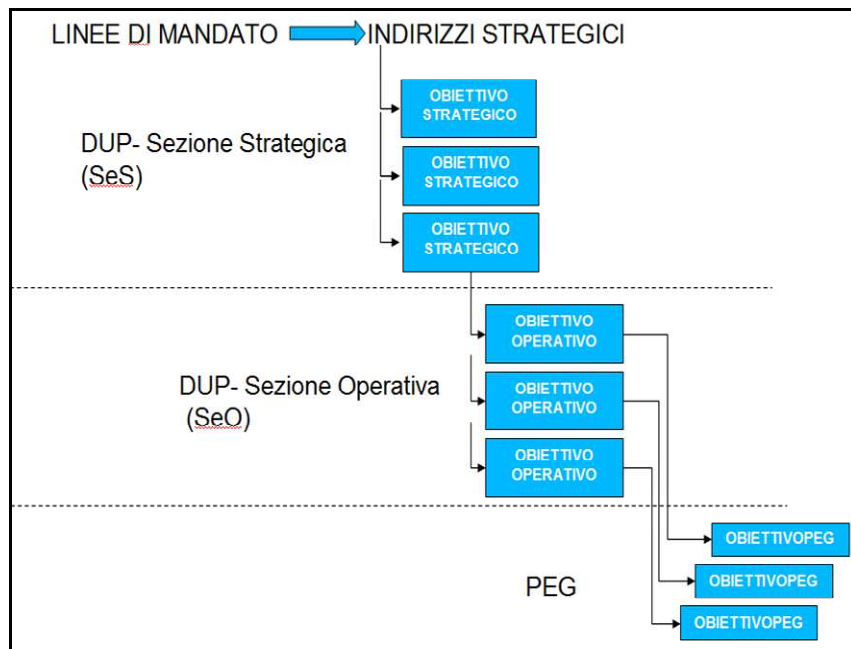 LINEE DI MANDATO INDIRIZZI STRATEGICI
OBIETTIVO
STRATEGICO
DUP- Sezione Strategica
(SeS)
OBIETTIVO
STRATEGICO
OBIETTIVO
STRATEGICO
OBIETTIVO
OPERATIVO
DUP- Sezione Operativa
(SeO)
OBIETTIVO
OPERATIVO
OBIETTIVO
OPERATIVO
OBIETTIVOPEG
PEG
OBIETTIVOPEG
OBIETTIVOPEG